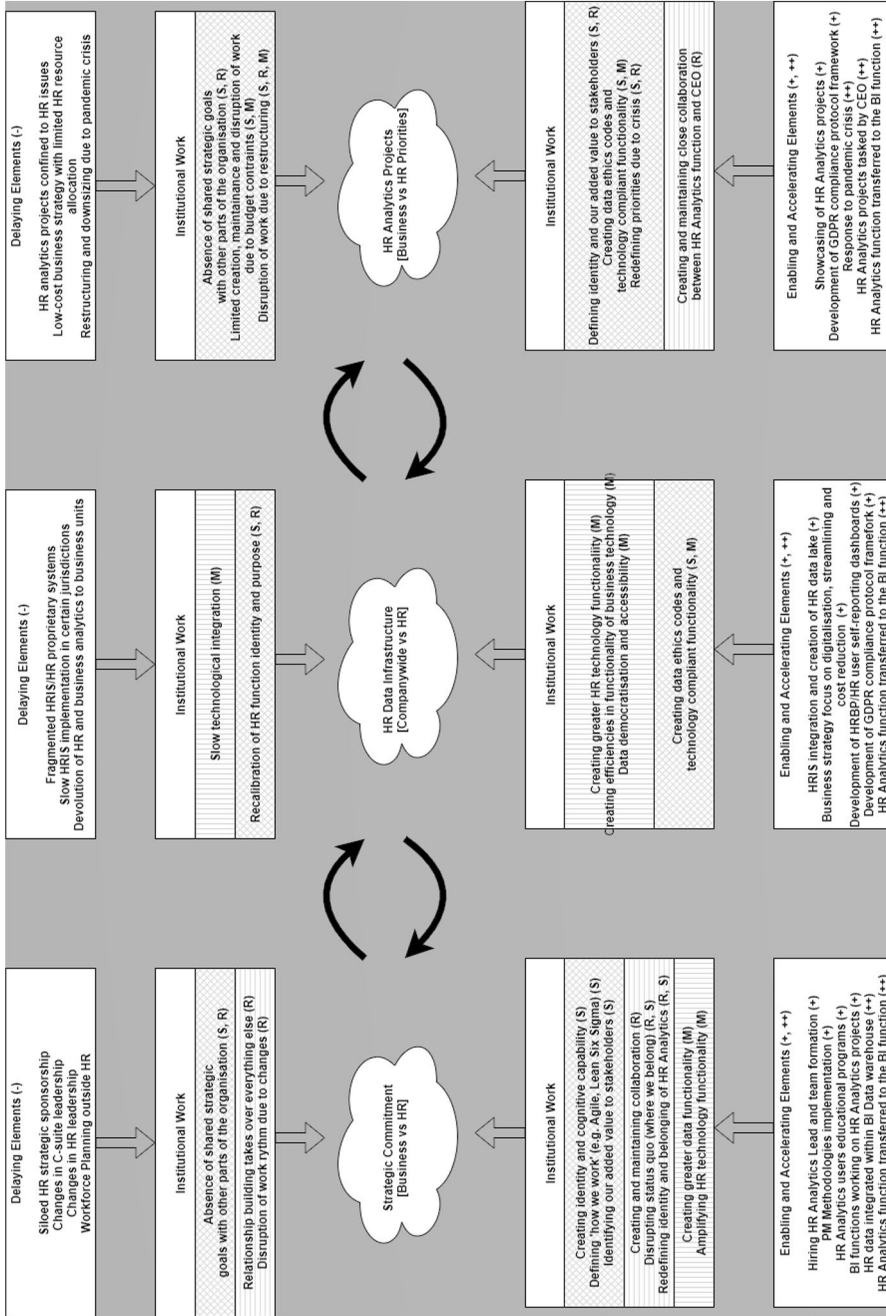 Delaying Elements (-)
Siloed HR strategic sponsorship
Changes in C-suite leadership
Changes in HR leadership
Workforce Planning outside HR
Institutional Work
Absence of shared strategic
goals with other parts of the organisation (S, R)
Relationship building takes over everything else (R)
Disruption of work rythm due to changes (R)
Strategic Commitment
[Business vs HR]
Institutional Work
Creating identity and cognitive capability (S)
Defining 'how we work' (e.g. Agile, Lean Six Sigma) (S)
Identifying our added value to stakeholders (S)
Creating and maintaining collaboration (R)
Disrupting status quo (where we belong) (R, S)
Redefining identity and belonging of HR Analytics (R, S)
Creating greater data functionality (M)
Amplifying HR technology functionality (M)
Enabling and Accelerating Elements (+, ++)
Hiring HR Analytics Lead and team formation (+)
PM Methodologies implementation (+)
HR Analytics users educational programs (+)
BI functions working on HR Analytics projects (+)
HR data integrated within BI Data warehouse (++)
HR Analytics function transferred to the BI function (++)
Delaying Elements (-)
Fragmented HRIS/HR proprietary systems
Slow HRIS implementation in certain jurisdictions
Devolution of HR and business analytics to business units
Institutional Work
Slow technological integration (M)
Recalibration of HR function identity and purpose (S, R)
HR Data Infrastructure
[Companywide vs HR]
Institutional Work
Creating greater HR technology functionaliity (M)
Creating efficiencies in functionality of business technology (M)
Data democratisation and accessibility (M)
Creating data ethics codes and
technology compliant functionality (S, M)
Enabling and Accelerating Elements (+, ++)
HRIS integration and creation of HR data lake (+)
Business strategy focus on digitalisation, streamlining and
cost reduction (+)
Development of HRBP/HR user self-reporting dashboards (+)
Development of GDPR compliance protocol framefork (+)
HR Analytics function transferred to the BI function (++)
Delaying Elements (-)
HR analytics projects confined to HR issues
Low-cost business strategy with limited HR resource
allocation
Restructuring and downsizing due to pandemic crisis
Institutional Work
Absence of shared strategic goals
with other parts of the organisation (S, R)
Limited creation, maintainance and disruption of work
due to budget contraints (S, M)
Disruption of work due to restructuring (S, R, M)
HR Analytics Projects
[Business vs HR Priorities]
Institutional Work
Defining identity and our added value to stakeholders (S, R)
Creating data ethics codes and
technology compliant functionality (S, M)
Redefining priorities due to crisis (S, R)
Creating and maintaining close collaboration
between HR Analytics function and CEO (R)
Enabling and Accelerating Elements (+, ++)
Showcasing of HR Analytics projects (+)
Development of GDPR compliance protocol framework (+)
Response to pandemic crisis (++)
HR Analytics projects tasked by CEO (++)
HR Analytics function transferred to the BI function (++)